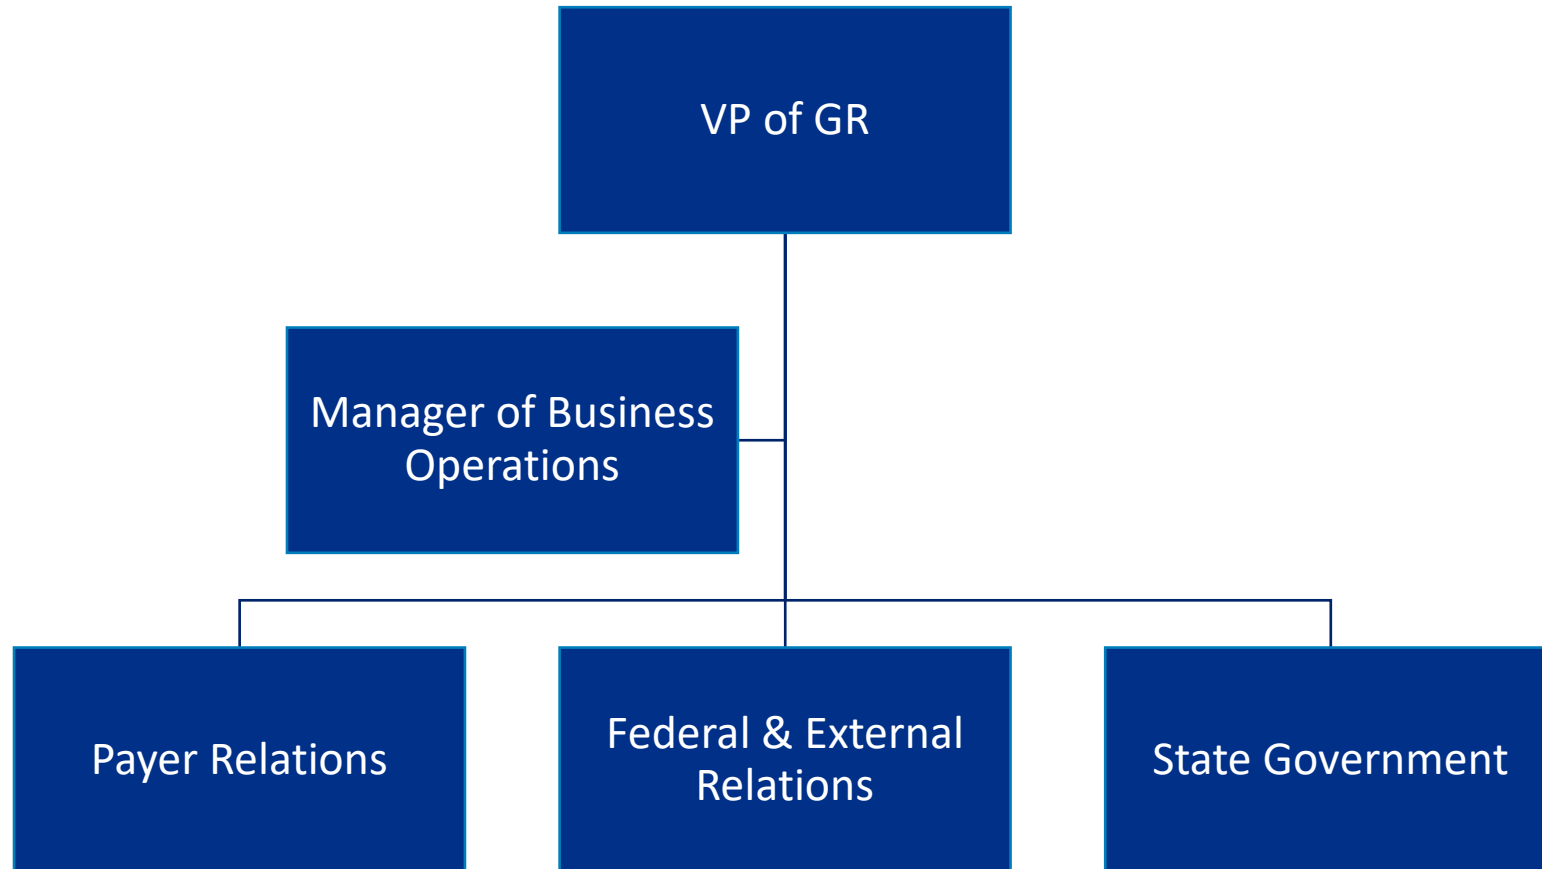 VP of GR
Manager of Business
Operations
Payer Relations
Federal & External
Relations
State Government